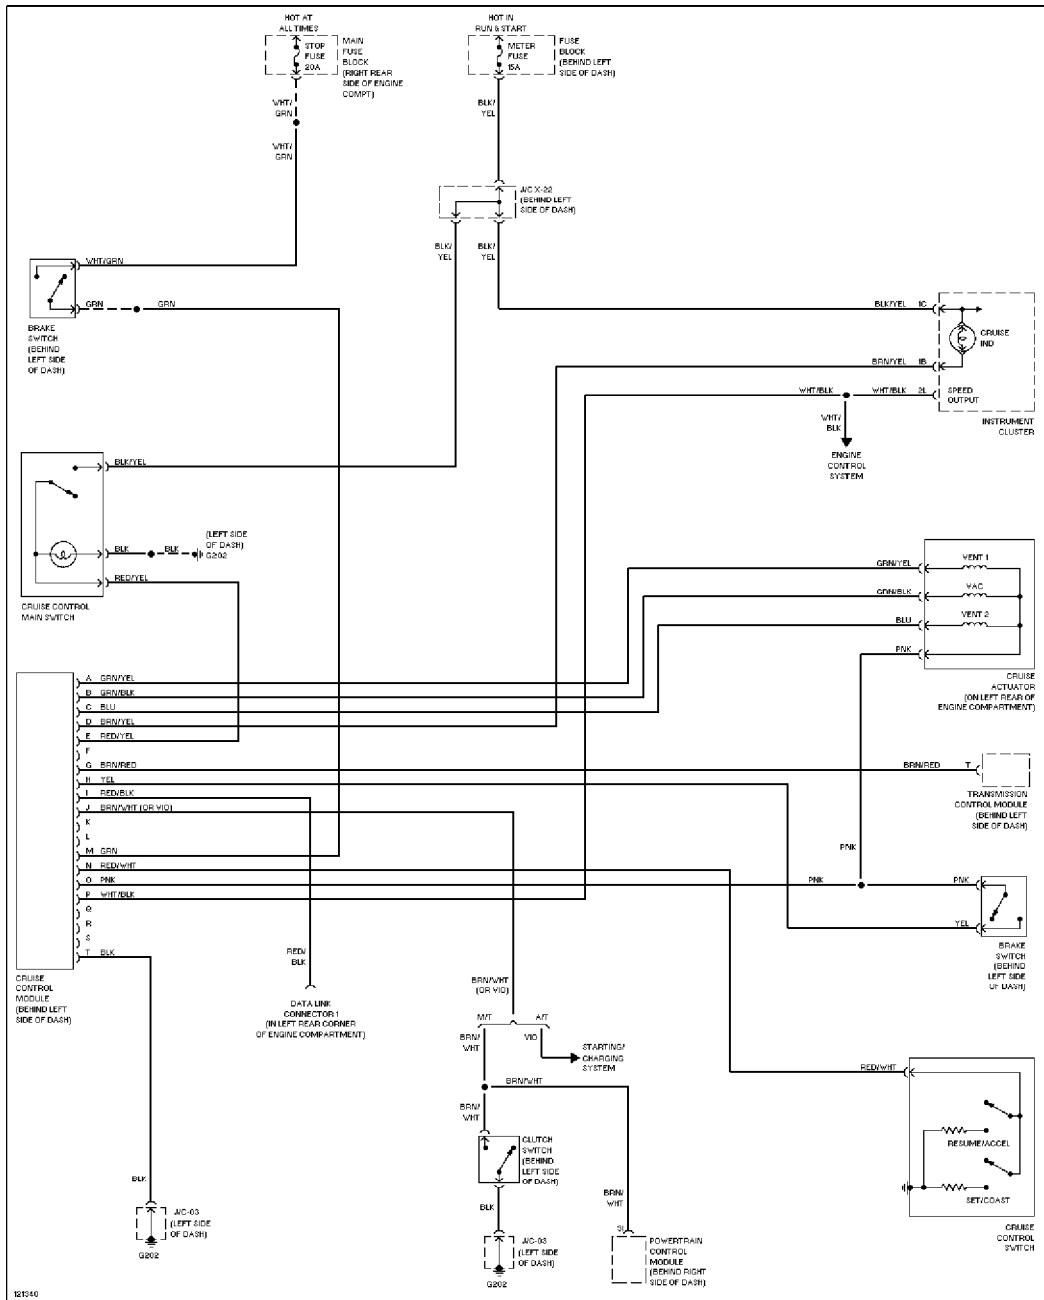 HOT AT
ALL TIMES
STOP
FUSE
20A
MAIN
FUSE
BLOCK
(RIGHT REAR
SIDE OF ENGINE
COMPT)
HOT IN
RUN & START
METER
FUSE
15A
FUSE
BLOCK
(BEHIND LEFT
SIDE OF DASH)
WHT/
GRN
WHT/
GRN
BLK/
YEL
J/C X-22
(BEHIND LEFT
SIDE OF DASH)
BLK/
YEL
BLK/
YEL
WHT/GRN
GRN
GRN
BRAKE
SWITCH
(BEHIND
LEFT SIDE
OF DASH)
BLK/YEL 1C
CRUISE
IND
BRN/YEL 1B
WHT/BLK
WHT/BLK 2L
SPEED
OUTPUT
INSTRUMENT
CLUSTER
WHT/
BLK
ENGINE
CONTROL
SYSTEM
BLK/YEL
BLK
BLK
(LEFT SIDE
OF DASH)
G202
RED/YEL
CRUISE CONTROL
MAIN SWITCH
GRN/YEL
VENT 1
GRN/BLK
VAC
BLU
VENT 2
PNK
CRUISE
ACTUATOR
(ON LEFT REAR OF
ENGINE COMPARTMENT)
A GRN/YEL
B GRN/BLK
C BLU
D BRN/YEL
E RED/YEL
F
G BRN/RED
H YEL
I RED/BLK
J BRN/WHT (OR VIO)
K
L
M GRN
N RED/WHT
O PNK
P WHT/BLK
Q
R
S
T BLK
CRUISE
CONTROL
MODULE
(BEHIND LEFT
SIDE OF DASH)
BRN/RED T
TRANSMISSION
CONTROL MODULE
(BEHIND LEFT
SIDE OF DASH)
PNK
PNK
PNK
YEL
BRAKE
SWITCH
(BEHIND
LEFT SIDE
OF DASH)
RED/
BLK
DATA LINK
CONNECTOR 1
(IN LEFT REAR CORNER
OF ENGINE COMPARTMENT)
BRN/WHT
(OR VIO)
M/T
A/T
BRN/
WHT
VIO
STARTING/
CHARGING
SYSTEM
BRN/WHT
BRN/
WHT
CLUTCH
SWITCH
(BEHIND
LEFT SIDE
OF DASH)
BLK
J/C-03
(LEFT SIDE
OF DASH)
G202
BRN/
WHT
31
POWERTRAIN
CONTROL
MODULE
(BEHIND RIGHT
SIDE OF DASH)
BLK
J/C-03
(LEFT SIDE
OF DASH)
G202
RED/WHT
RESUME/ACCEL
SET/COAST
CRUISE
CONTROL
SWITCH
121340